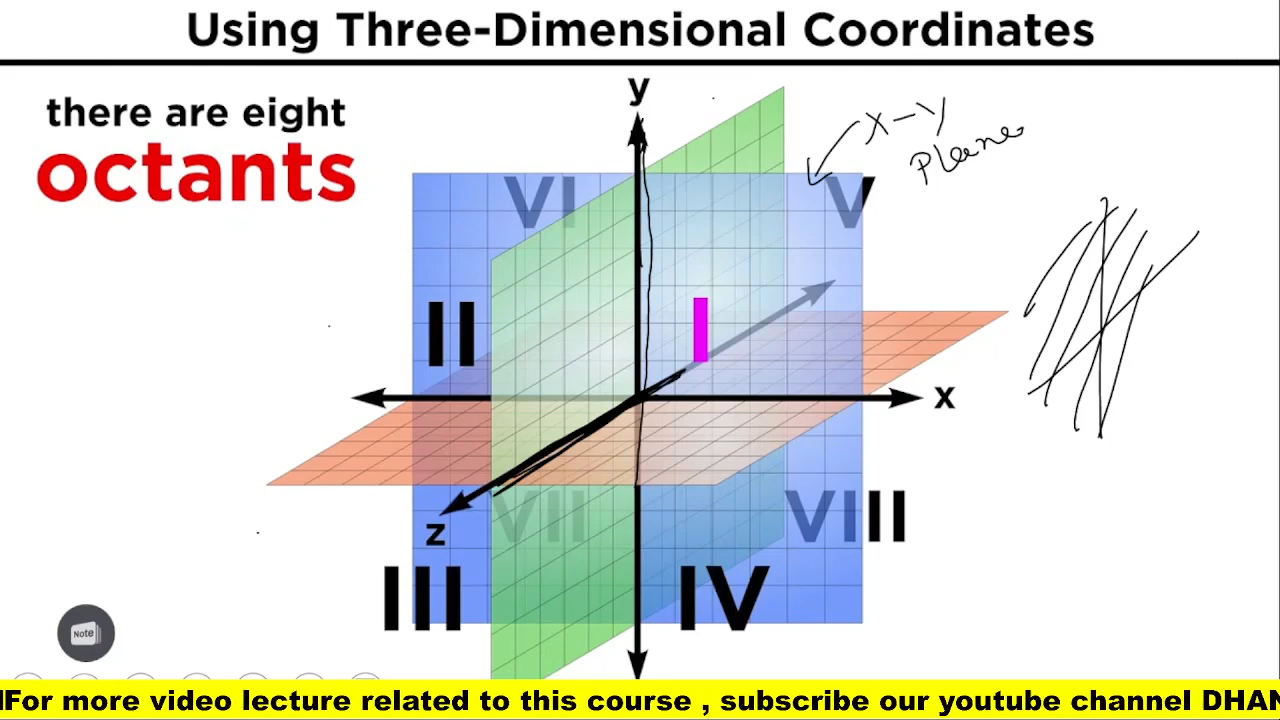 Using Three-Dimensional Coordinates
there are eight
octants
y
X-Y
Plane
VI
V
II
I
x
z
VII
VIII
III
IV
Note
For more video lecture related to this course , subscribe our youtube channel DHAN